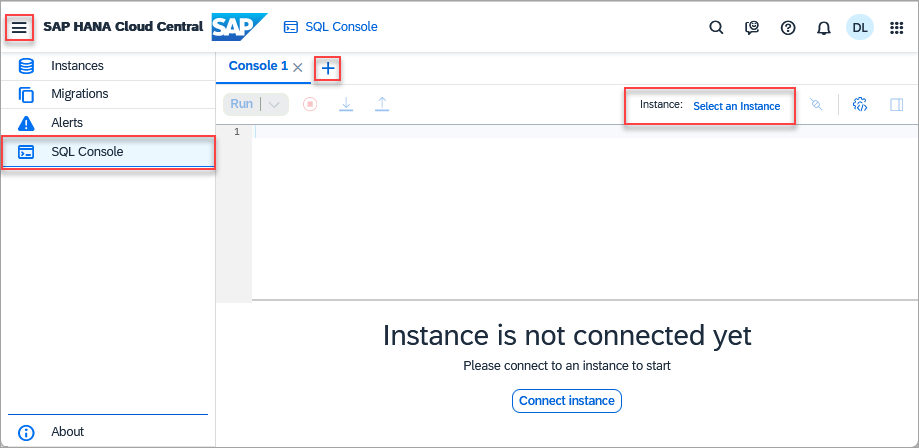 SAP HANA Cloud Central SAP SQL Console DL
Instances
Migrations
Alerts
SQL Console
About
Console 1
Run Instance: Select an Instance
1
Instance is not connected yet
Please connect to an instance to start
Connect instance